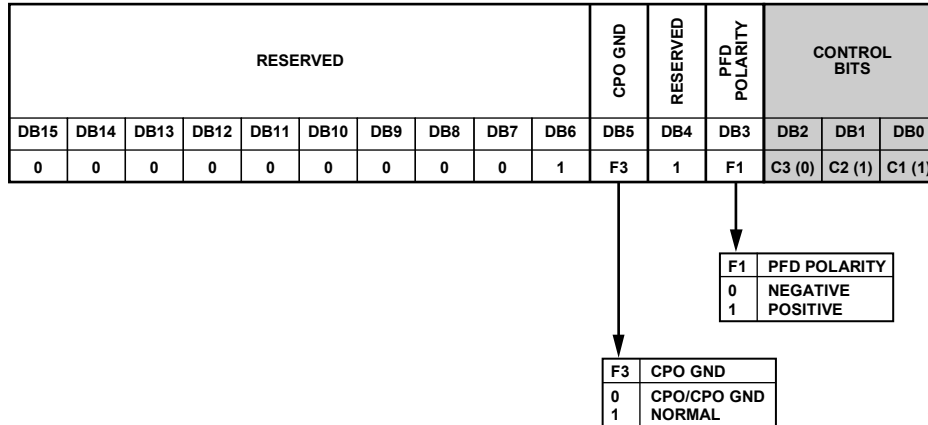 RESERVED
CPO GND
RESERVED
PFD POLARITY
CONTROL BITS
DB15 DB14 DB13 DB12 DB11 DB10 DB9 DB8 DB7 DB6 DB5 DB4 DB3 DB2 DB1 DB0
0 0 0 0 0 0 0 0 0 1 F3 1 F1 C3 (0) C2 (1) C1 (1)
F1 PFD POLARITY
0 NEGATIVE
1 POSITIVE
F3 CPO GND
0 CPO/CPO GND
1 NORMAL